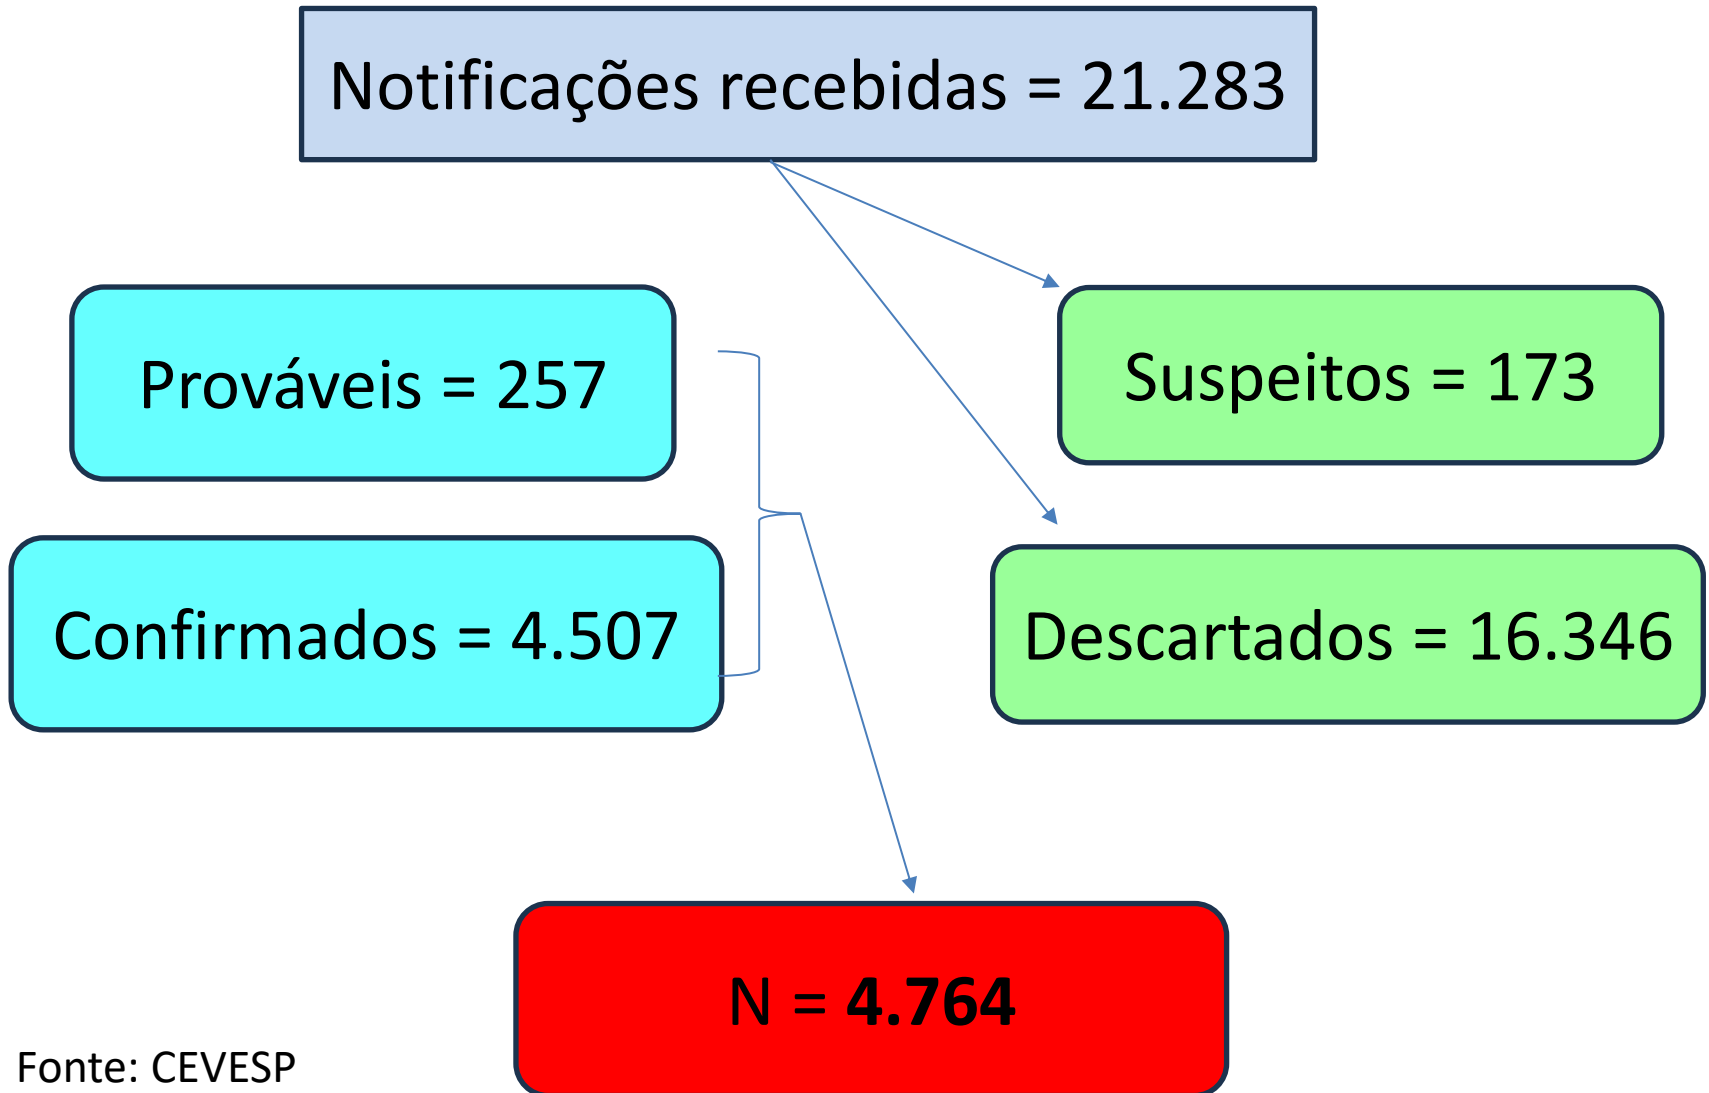 Notificações recebidas = 21.283
Prováveis = 257
Suspeitos = 173
Confirmados = 4.507
Descartados = 16.346
N = 4.764
Fonte: CEVESP